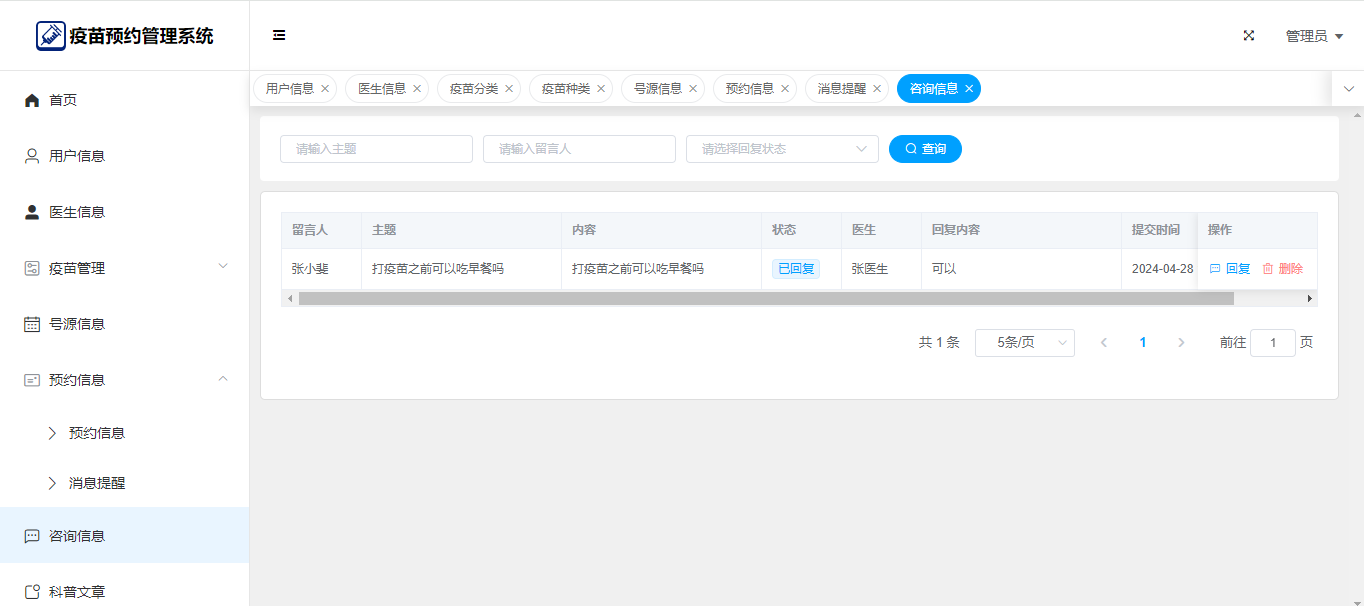 疫苗预约管理系统
管理员
首页
用户信息
医生信息
疫苗管理
号源信息
预约信息
预约信息
消息提醒
咨询信息
科普文章
用户信息 医生信息 疫苗分类 疫苗种类 号源信息 预约信息 消息提醒 咨询信息
请输入主题 请输入留言人 请选择回复状态 查询
留言人 主题 内容 状态 医生 回复内容 提交时间 操作
张小斐 打疫苗之前可以吃早餐吗 打疫苗之前可以吃早餐吗 已回复 张医生 可以 2024-04-28 回复 删除
共 1 条 5条/页 1 前往 1 页